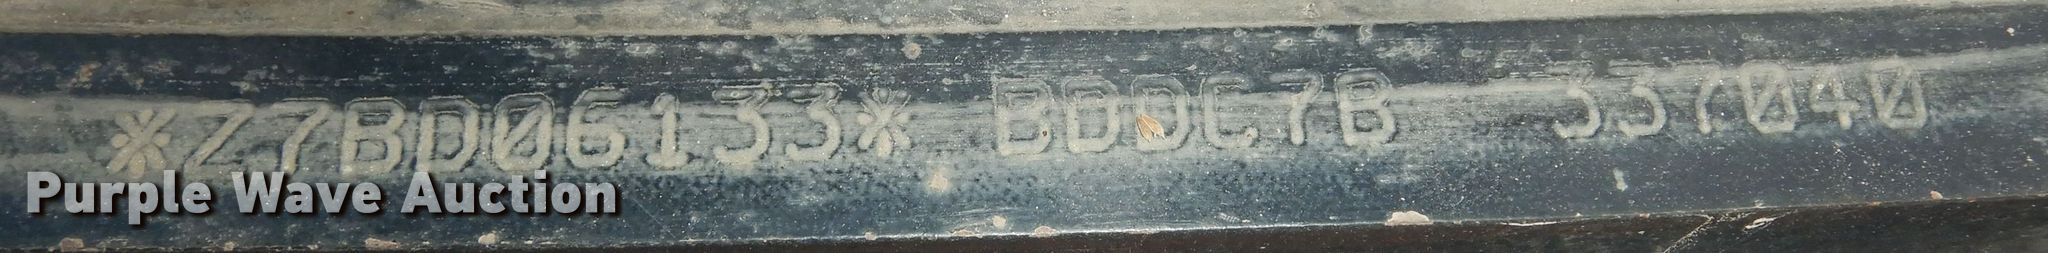 *Z7BD06133* BDDC7B 337040
Purple Wave Auction